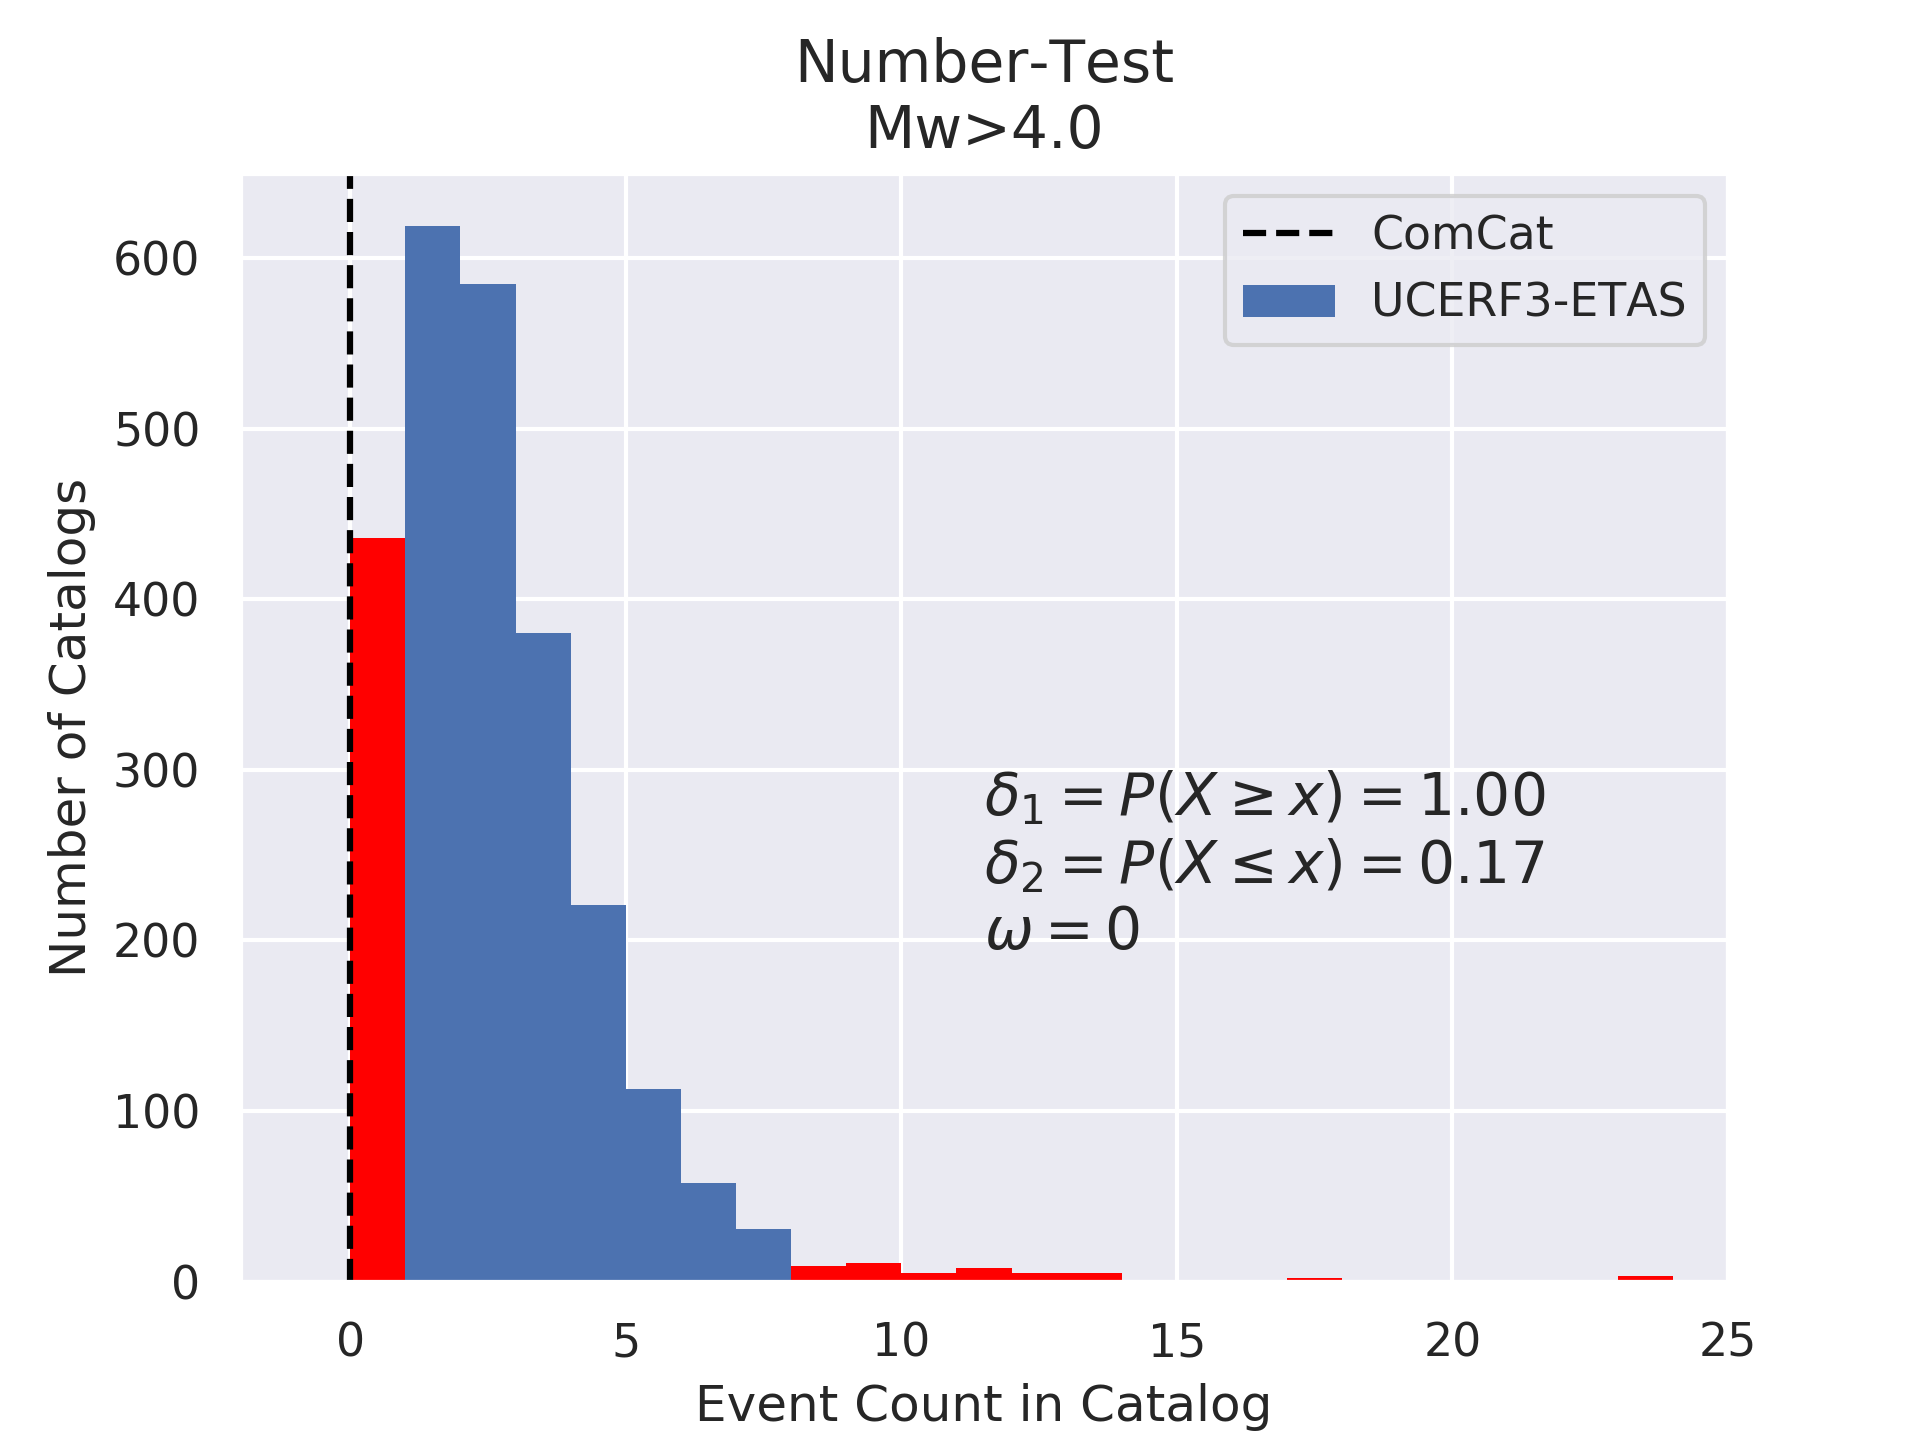 Number-Test
Mw>4.0
ComCat
UCERF3-ETAS
600
500
400
300
200
100
0
Number of Catalogs
δ₁ = P(X ≥ x) = 1.00
δ₂ = P(X ≤ x) = 0.17
ω = 0
0 5 10 15 20 25
Event Count in Catalog